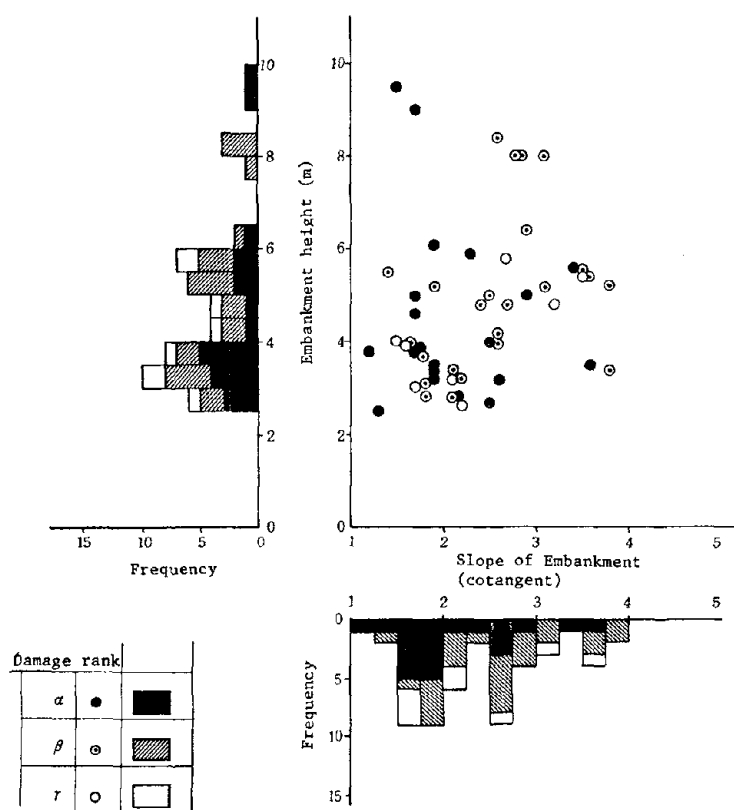 10
8
6
4
2
0
Embankment height (m)
10
8
6
4
2
0
15 10 5 0
Frequency
1 2 3 4 5
Slope of Embankment
(cotangent)
1 2 3 4 5
0
5
10
15
Frequency
Damage rank
α
β
γ